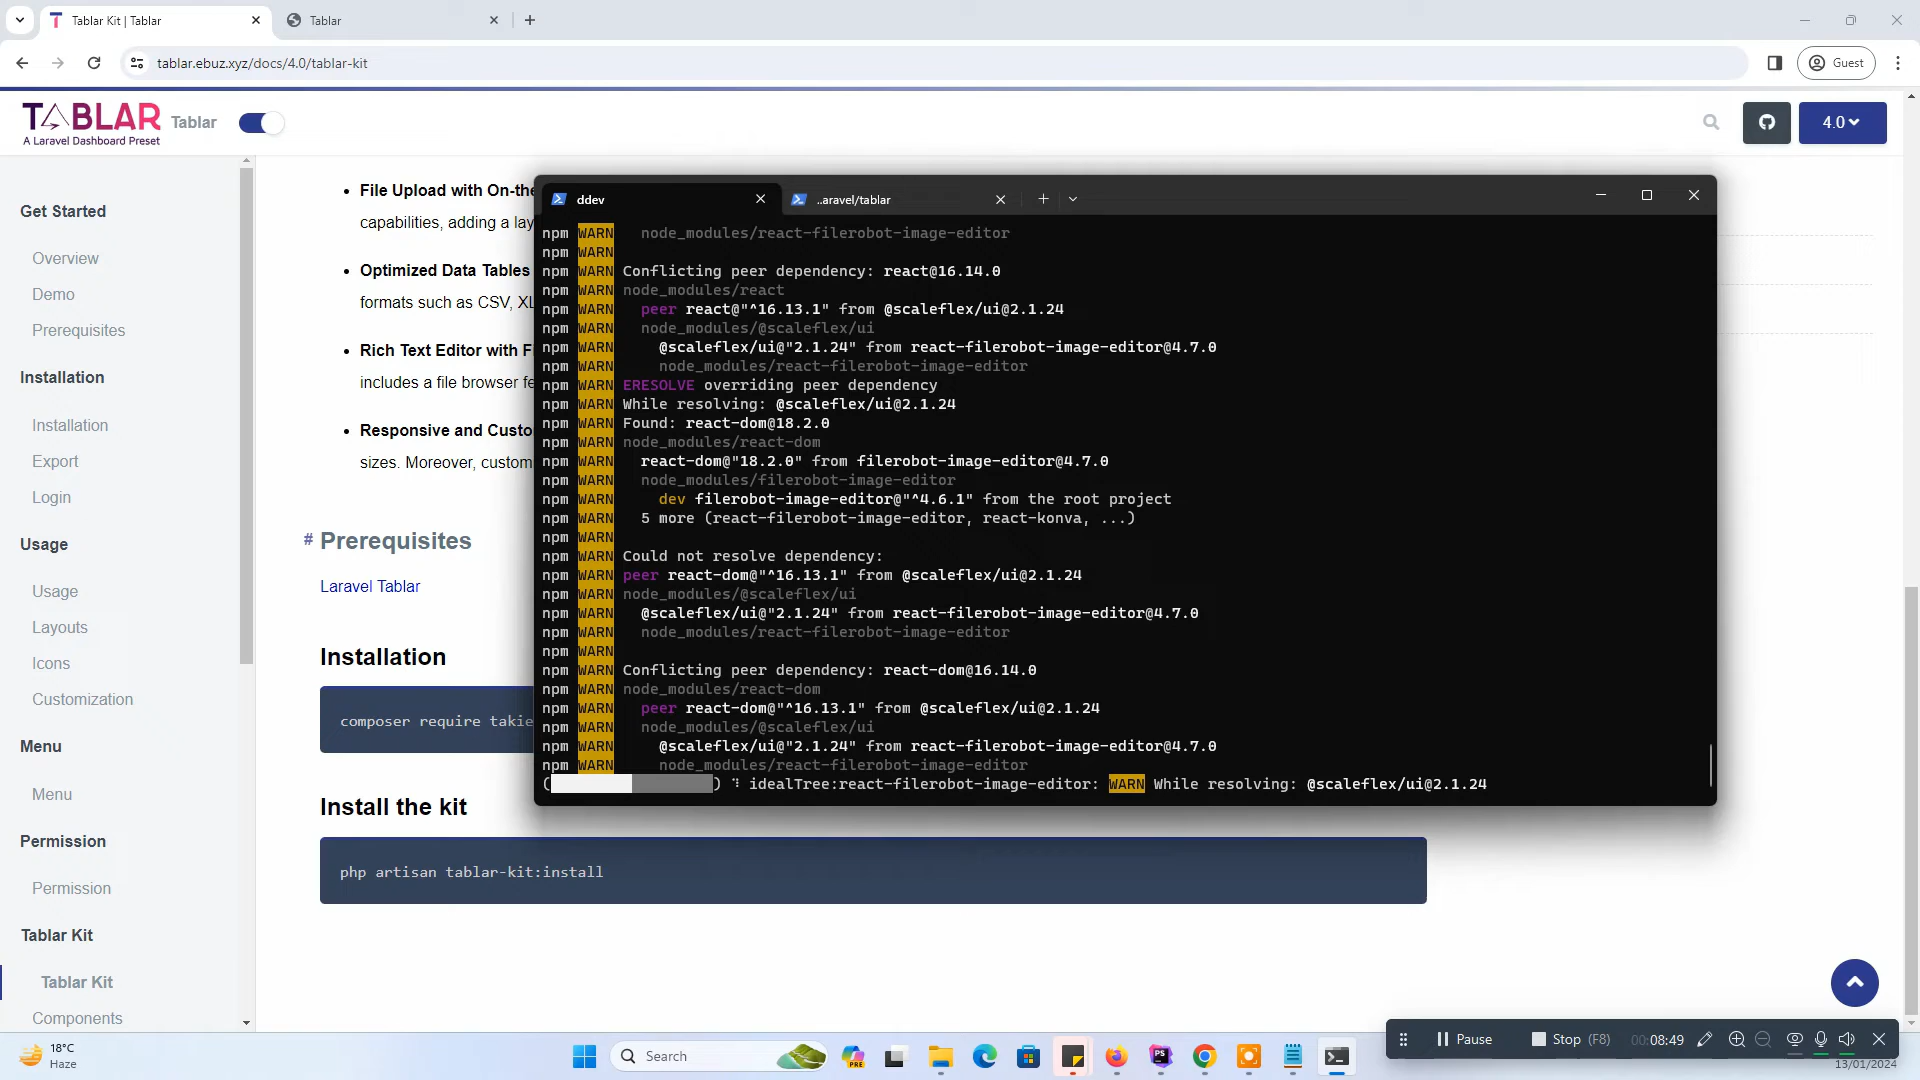 Tablar Kit | Tablar
Tablar
tablar.ebuz.xyz/docs/4.0/tablar-kit
Guest
TABLAR
A Laravel Dashboard Preset
Tablar
4.0
Get Started
Overview
Demo
Prerequisites
Installation
Installation
Export
Login
Usage
Usage
Layouts
Icons
Customization
Menu
Menu
Permission
Permission
Tablar Kit
Tablar Kit
Components
File Upload with On-the
capabilities, adding a lay
Optimized Data Tables
formats such as CSV, XL
Rich Text Editor with F
includes a file browser fe
Responsive and Custo
sizes. Moreover, custom
# Prerequisites
Laravel Tablar
Installation
composer require takie
Install the kit
php artisan tablar-kit:install
ddev
..aravel/tablar
npm WARN node_modules/react-filerobot-image-editor
npm WARN
npm WARN Conflicting peer dependency: react@16.14.0
npm WARN node_modules/react
npm WARN peer react@"^16.13.1" from @scaleflex/ui@2.1.24
npm WARN node_modules/@scaleflex/ui
npm WARN @scaleflex/ui@"2.1.24" from react-filerobot-image-editor@4.7.0
npm WARN node_modules/react-filerobot-image-editor
npm WARN ERESOLVE overriding peer dependency
npm WARN While resolving: @scaleflex/ui@2.1.24
npm WARN Found: react-dom@18.2.0
npm WARN node_modules/react-dom
npm WARN react-dom@"18.2.0" from filerobot-image-editor@4.7.0
npm WARN node_modules/filerobot-image-editor
npm WARN dev filerobot-image-editor@"^4.6.1" from the root project
npm WARN 5 more (react-filerobot-image-editor, react-konva, ...)
npm WARN
npm WARN Could not resolve dependency:
npm WARN peer react-dom@"^16.13.1" from @scaleflex/ui@2.1.24
npm WARN node_modules/@scaleflex/ui
npm WARN @scaleflex/ui@"2.1.24" from react-filerobot-image-editor@4.7.0
npm WARN node_modules/react-filerobot-image-editor
npm WARN
npm WARN Conflicting peer dependency: react-dom@16.14.0
npm WARN node_modules/react-dom
npm WARN peer react-dom@"^16.13.1" from @scaleflex/ui@2.1.24
npm WARN node_modules/@scaleflex/ui
npm WARN @scaleflex/ui@"2.1.24" from react-filerobot-image-editor@4.7.0
npm WARN node_modules/react-filerobot-image-editor
( ) ⠹ idealTree:react-filerobot-image-editor: WARN While resolving: @scaleflex/ui@2.1.24
Pause
Stop (F8)
00:08:49
18°C
Haze
Search
PRE
PS
13/01/2024